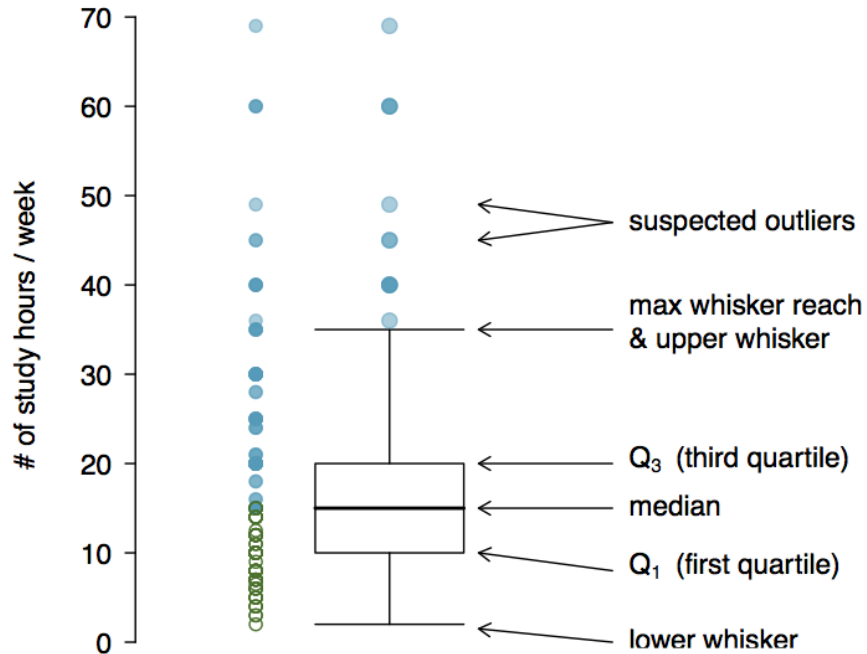 70
60
50
40
30
20
10
0
# of study hours / week
suspected outliers
max whisker reach
& upper whisker
Q3 (third quartile)
median
Q1 (first quartile)
lower whisker